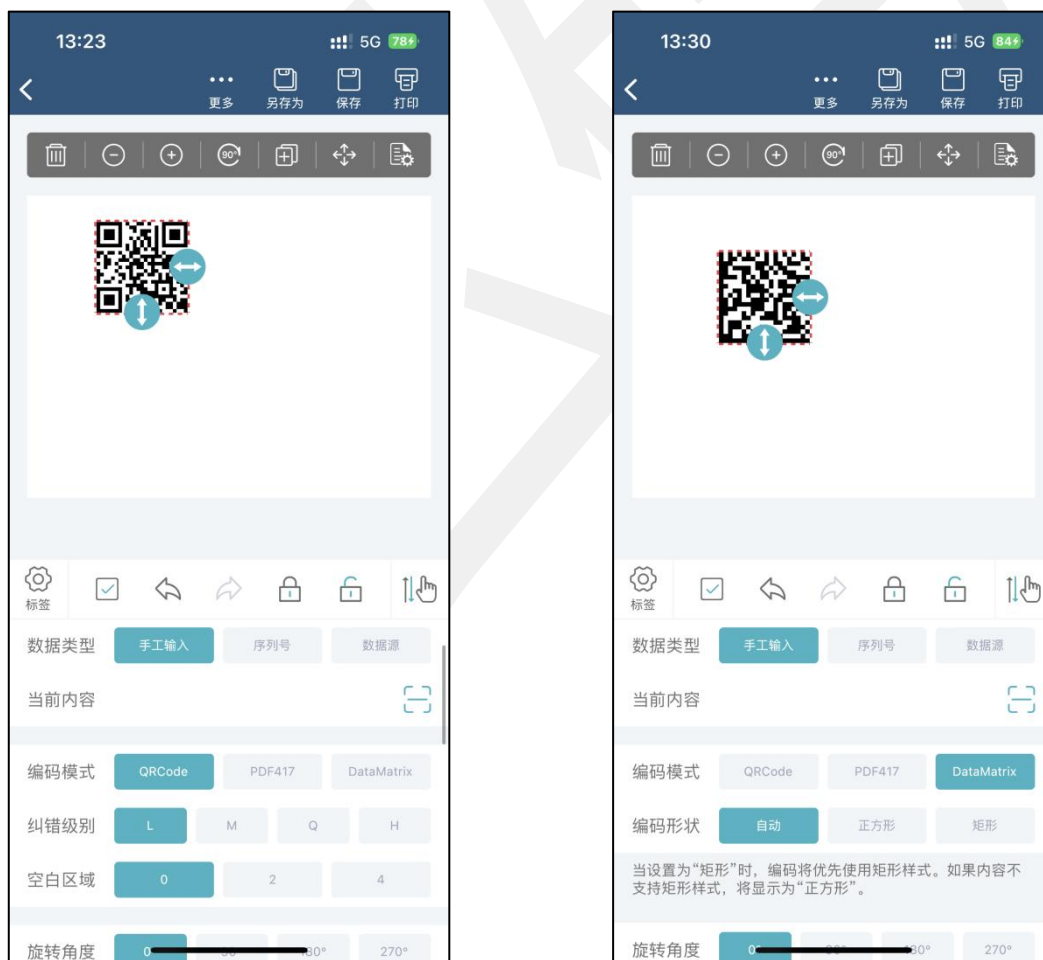 13:23 5G 78
更多 另存为 保存 打印
90°
标签
数据类型 手工输入 序列号 数据源
当前内容
编码模式 QRCode PDF417 DataMatrix
纠错级别 L M Q H
空白区域 0 2 4
旋转角度 270°
13:30 5G 84
更多 另存为 保存 打印
90°
标签
数据类型 手工输入 序列号 数据源
当前内容
编码模式 QRCode PDF417 DataMatrix
编码形状 自动 正方形 矩形
当设置为“矩形”时，编码将优先使用矩形样式。如果内容不
支持矩形样式，将显示为“正方形”。
旋转角度 270°